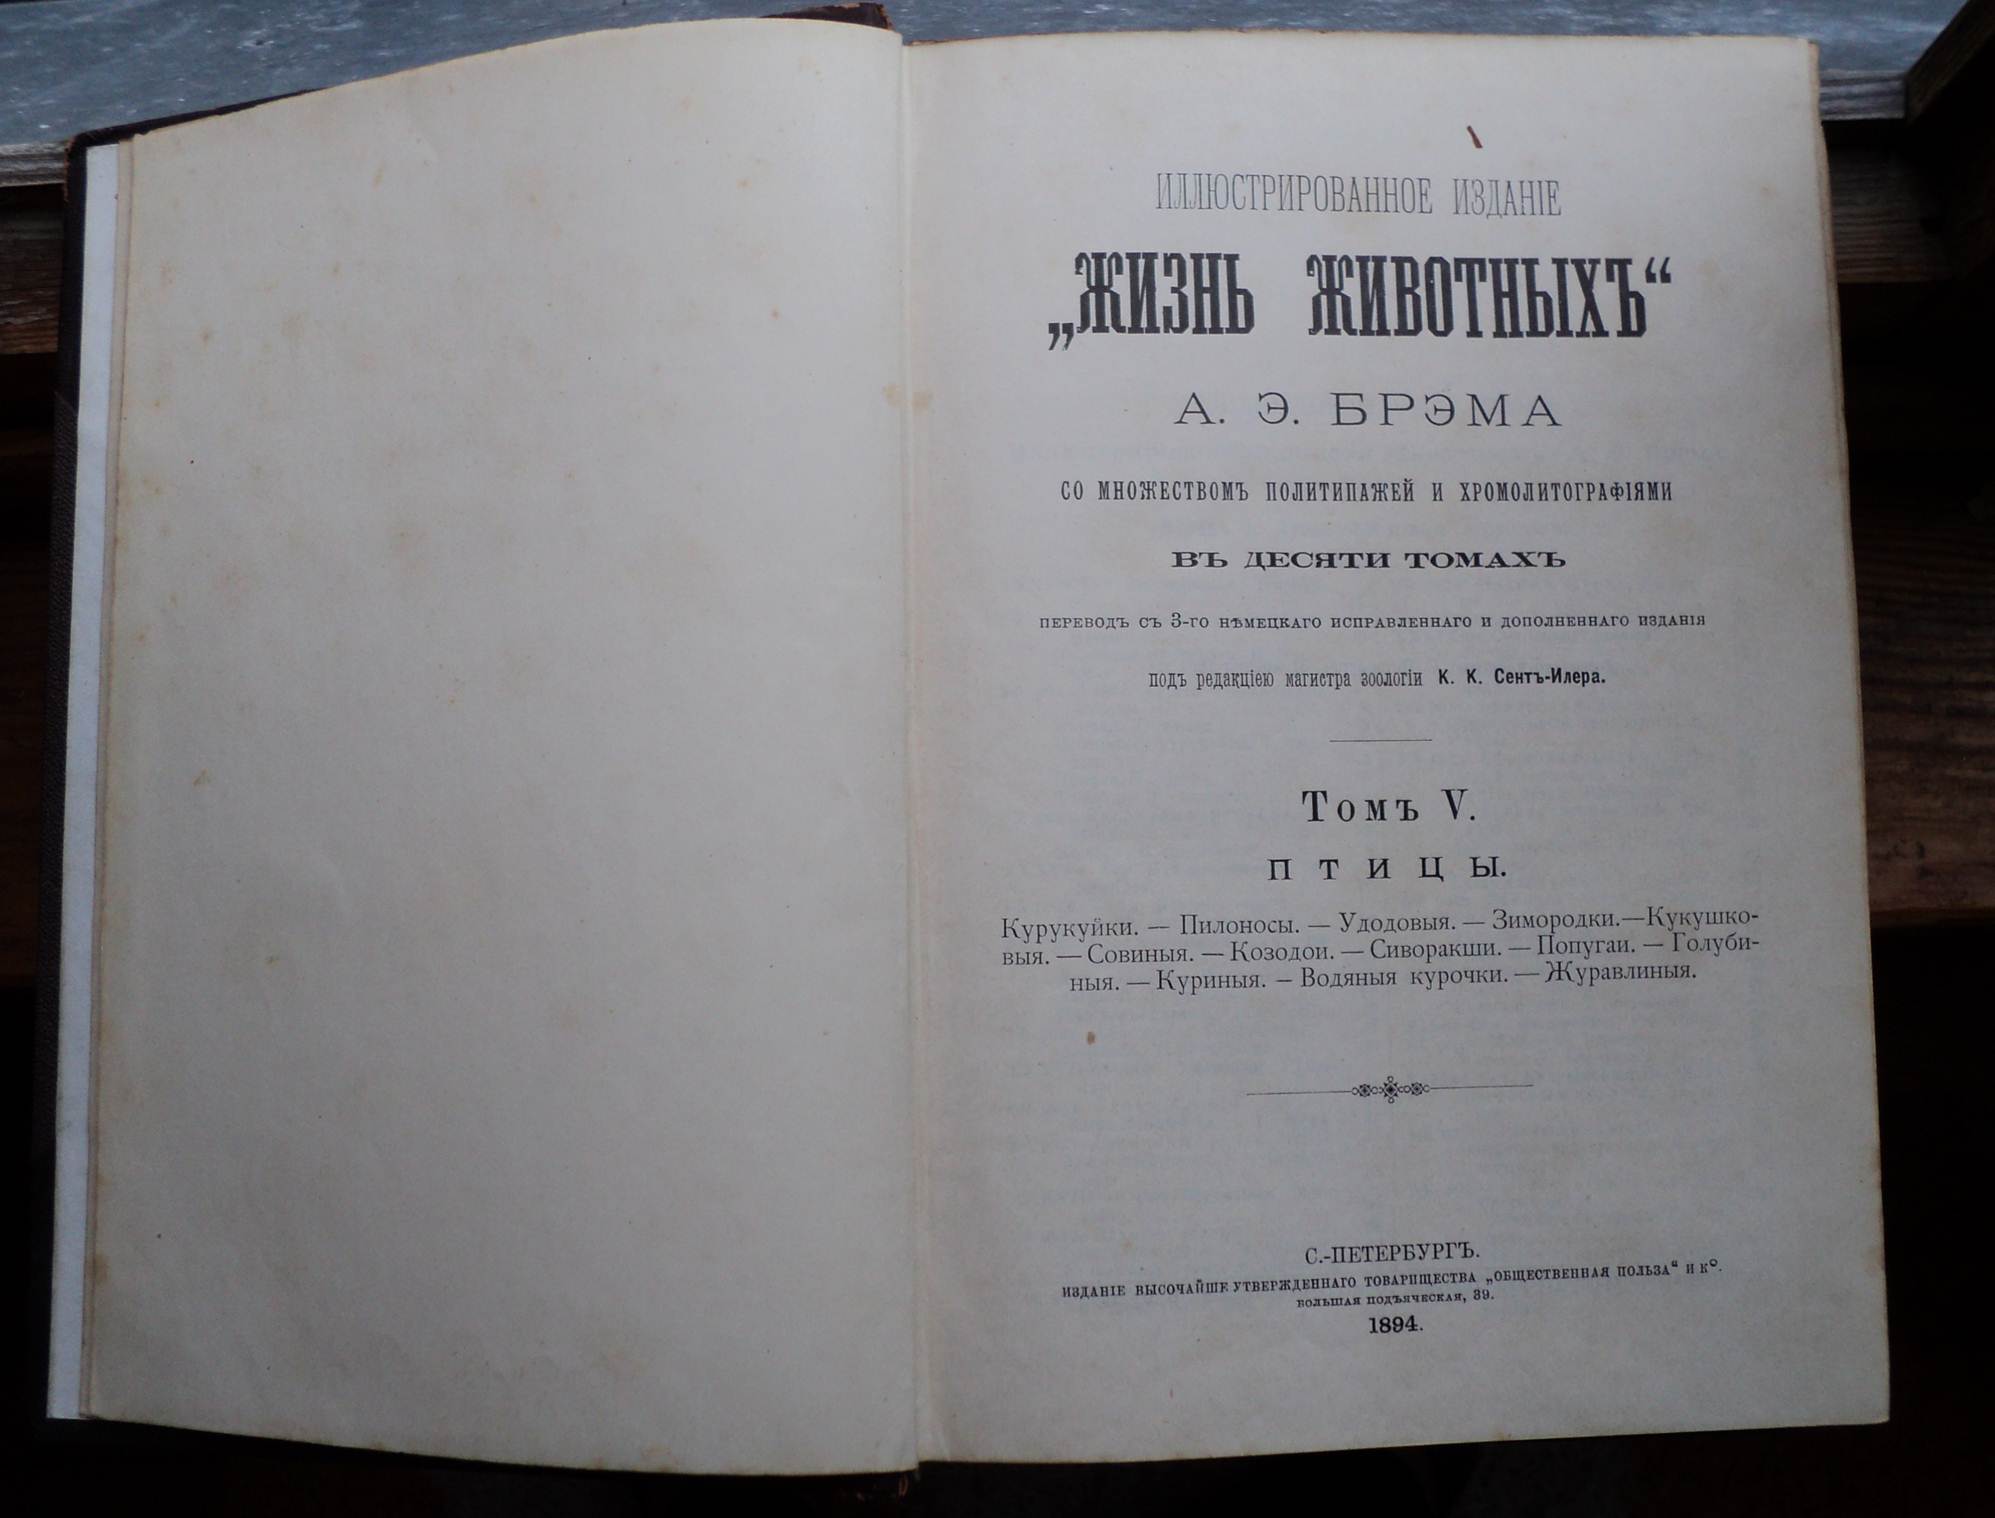 ИЛЛЮСТРИРОВАННОЕ ИЗДАНІЕ
„ЖИЗНЬ ЖИВОТНЫХЪ“
А. Э. БРЭМА
СО МНОЖЕСТВОМЪ ПОЛИТИПАЖЕЙ И ХРОМОЛИТОГРАФІЯМИ
ВЪ ДЕСЯТИ ТОМАХЪ
ПЕРЕВОДЪ СЪ 3-ГО НѢМЕЦКАГО ИСПРАВЛЕННАГО И ДОПОЛНЕННАГО ИЗДАНІЯ
подъ редакціею магистра зоологіи К. К. Сентъ-Илера.
Томъ V.
ПТИЦЫ.
Курукуйки. — Пилоносы. — Удодовыя. — Зимородки.—Кукушко-
выя. — Совиныя. — Козодои. — Сиворакши. — Попугаи. — Голуби-
ныя. — Куриныя. — Водяныя курочки. — Журавлиныя.
С.-ПЕТЕРБУРГЪ.
ИЗДАНІЕ ВЫСОЧАЙШЕ УТВЕРЖДЕННАГО ТОВАРИЩЕСТВА „ОБЩЕСТВЕННАЯ ПОЛЬЗА“ И Кº.
БОЛЬШАЯ ПОДЪЯЧЕСКАЯ, 39.
1894.